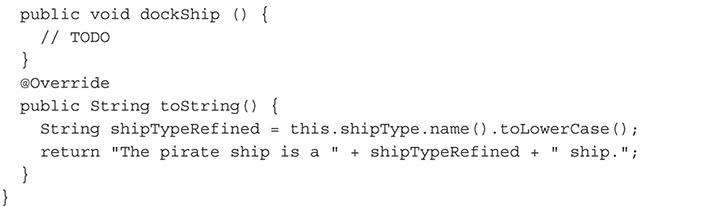 public void dockShip () {
// TODO
}
@Override
public String toString() {
String shipTypeRefined = this.shipType.name().toLowerCase();
return "The pirate ship is a " + shipTypeRefined + " ship.";
}
}